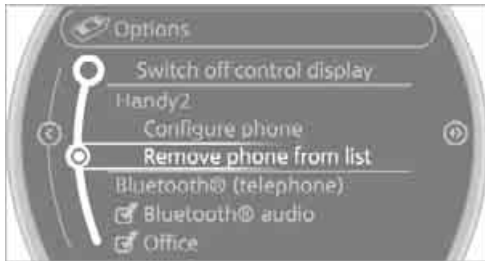 Options
Switch off control display
Handy2
Configure phone
Remove phone from list
Bluetooth® (telephone)
Bluetooth® audio
Office